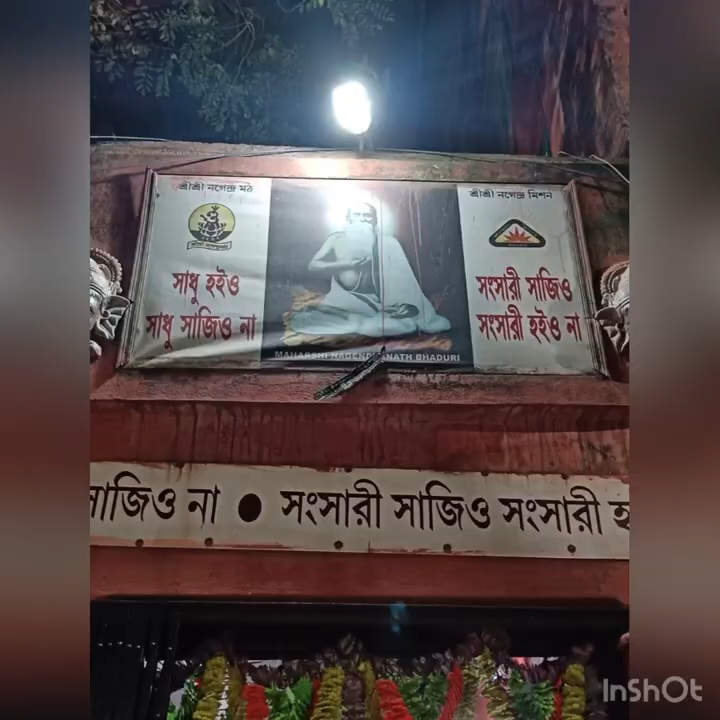 শ্রীশ্রী নগেন্দ্র মঠ
সাধু হইও
সাধু সাজিও না
MAHARSHI NAGENDRANATH BHADURI
শ্রীশ্রী নগেন্দ্র মিশন
সংসারী সাজিও
সংসারী হইও না
সাজিও না ● সংসারী সাজিও সংসারী হ
InShOt